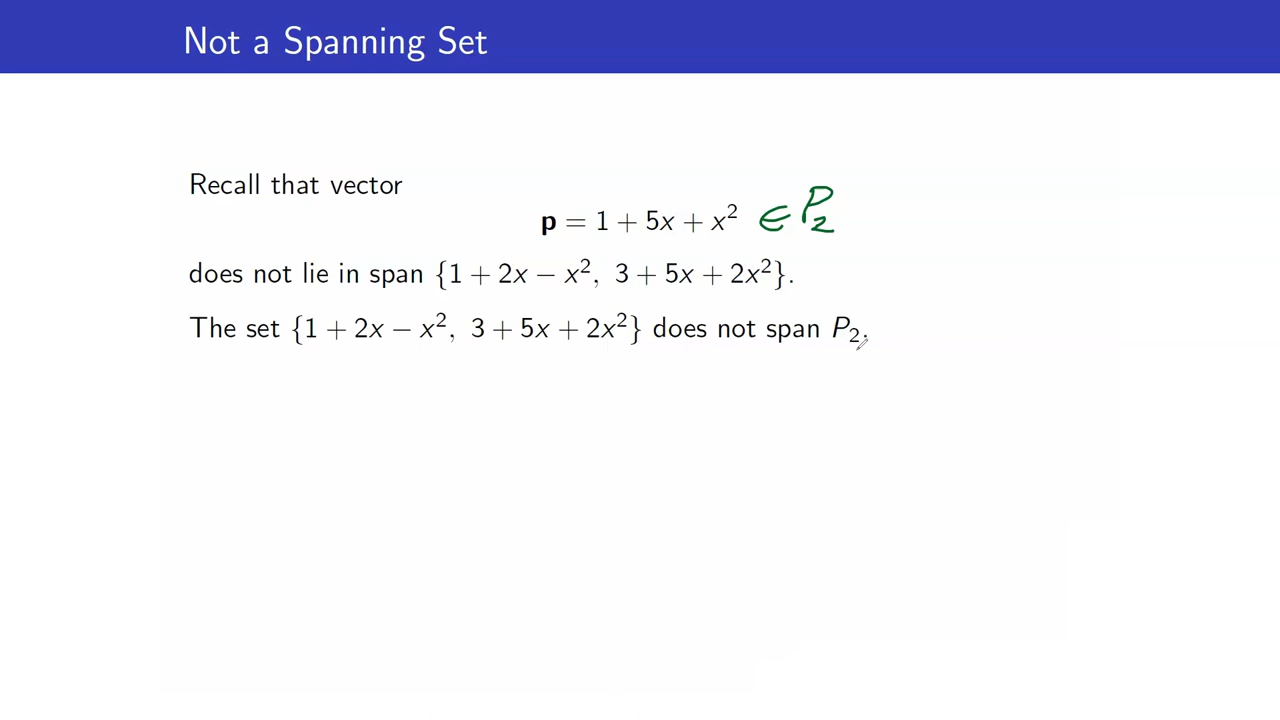 Not a Spanning Set
Recall that vector
p = 1 + 5x + x² ∈ P₂
does not lie in span {1 + 2x − x², 3 + 5x + 2x²}.
The set {1 + 2x − x², 3 + 5x + 2x²} does not span P₂.